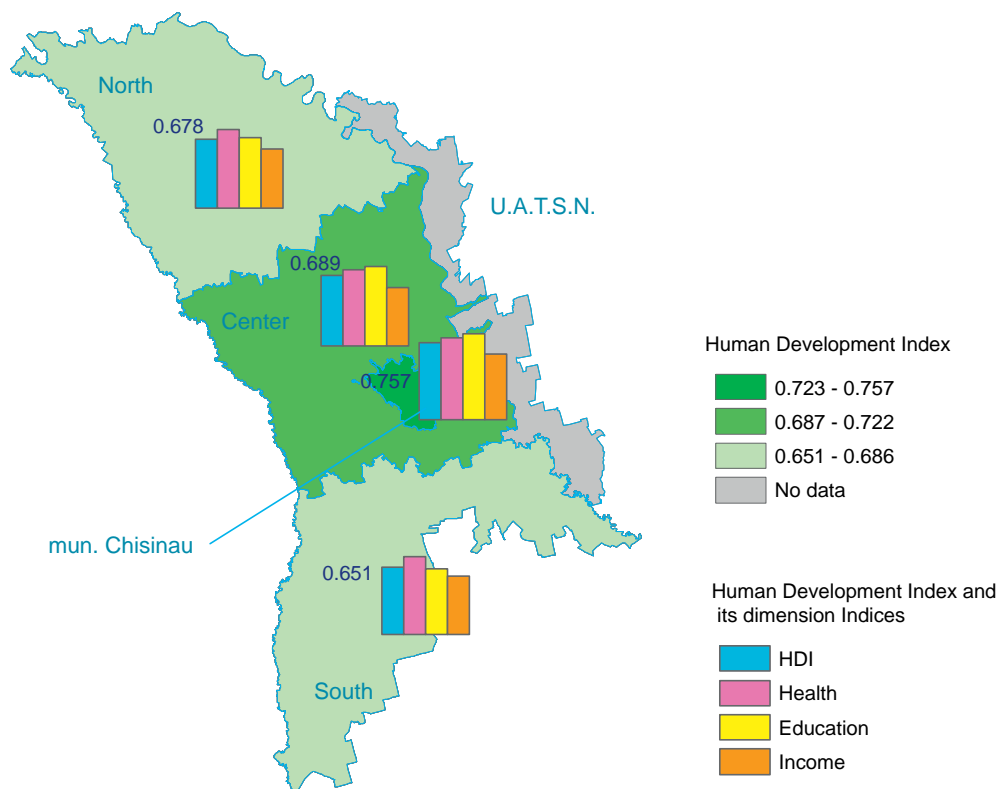 North
0.678
U.A.T.S.N.
0.689
Center
0.757
mun. Chisinau
0.651
South
Human Development Index
0.723 - 0.757
0.687 - 0.722
0.651 - 0.686
No data
Human Development Index and
its dimension Indices
HDI
Health
Education
Income